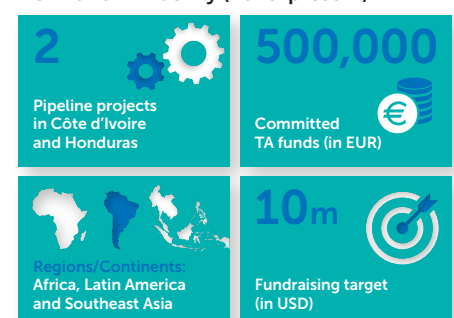 2
Pipeline projects
in Côte d'Ivoire
and Honduras
500,000
€
Committed
TA funds (in EUR)
Regions/Continents:
Africa, Latin America
and Southeast Asia
10m
Fundraising target
(in USD)